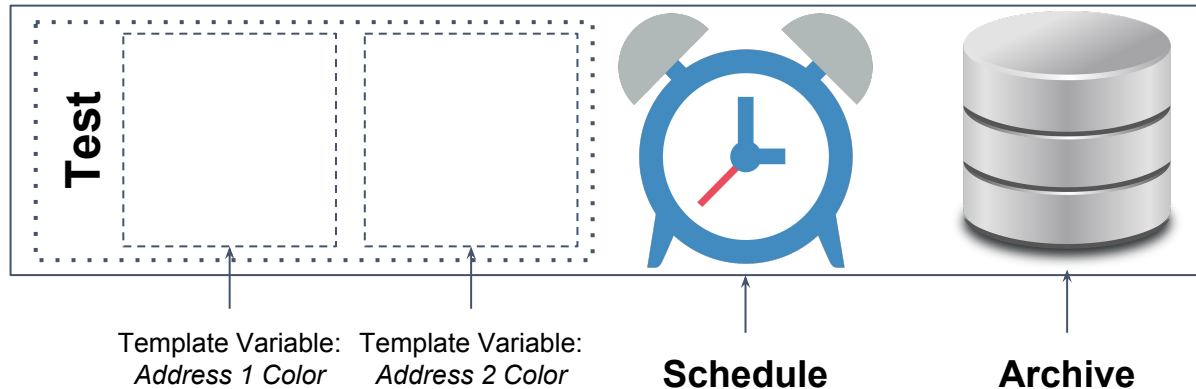 Test
Template Variable:
Address 1 Color
Template Variable:
Address 2 Color
Schedule
Archive